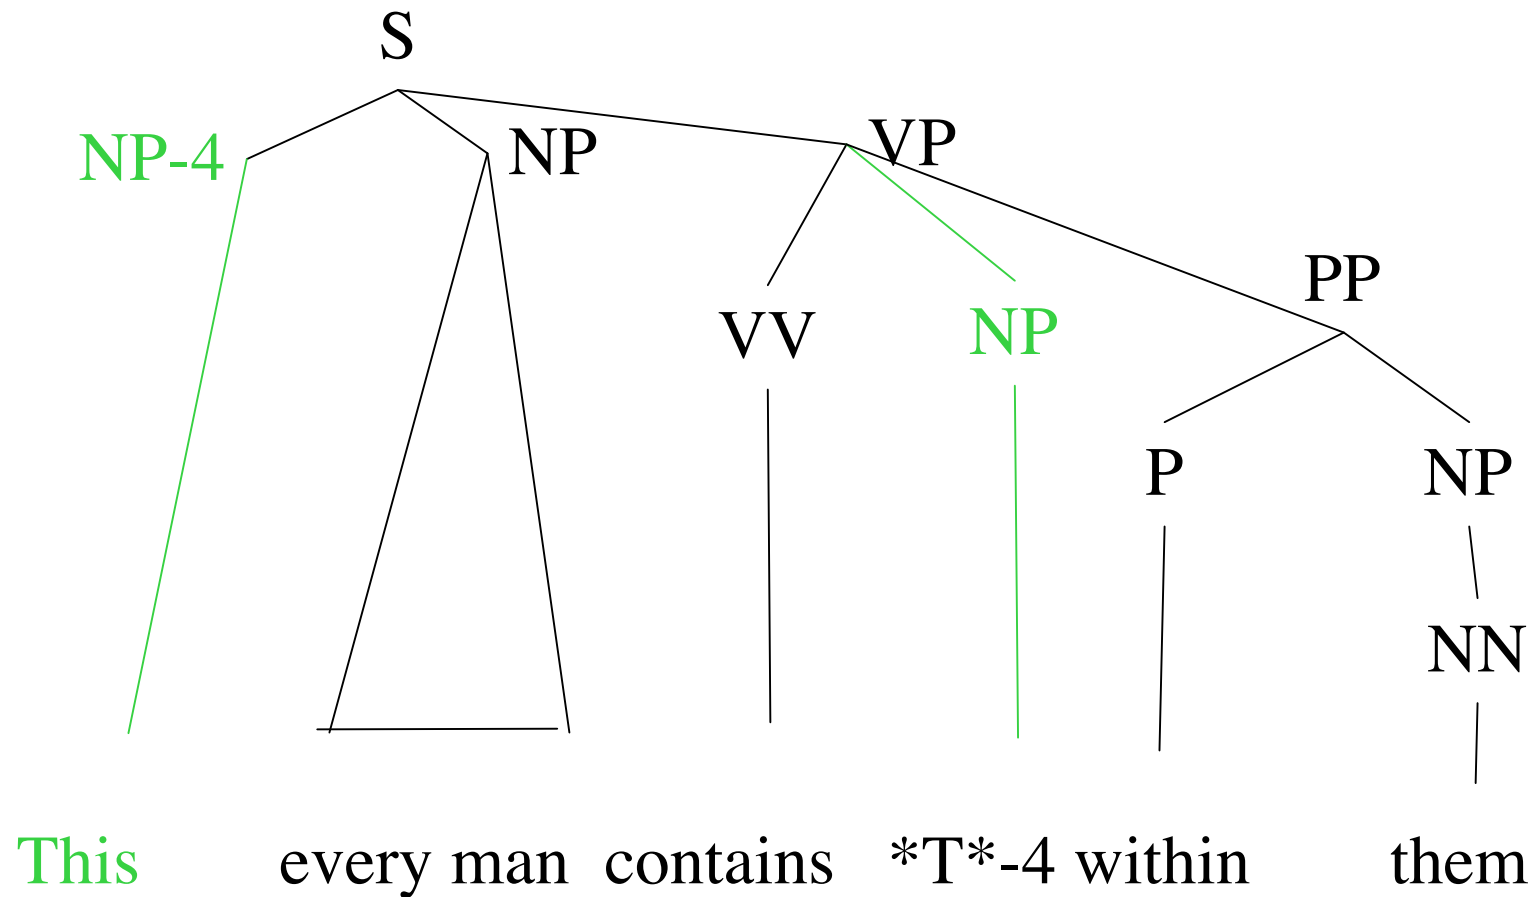 S
NP-4 NP VP
VV NP PP
P NP
NN
This every man contains *T*-4 within them